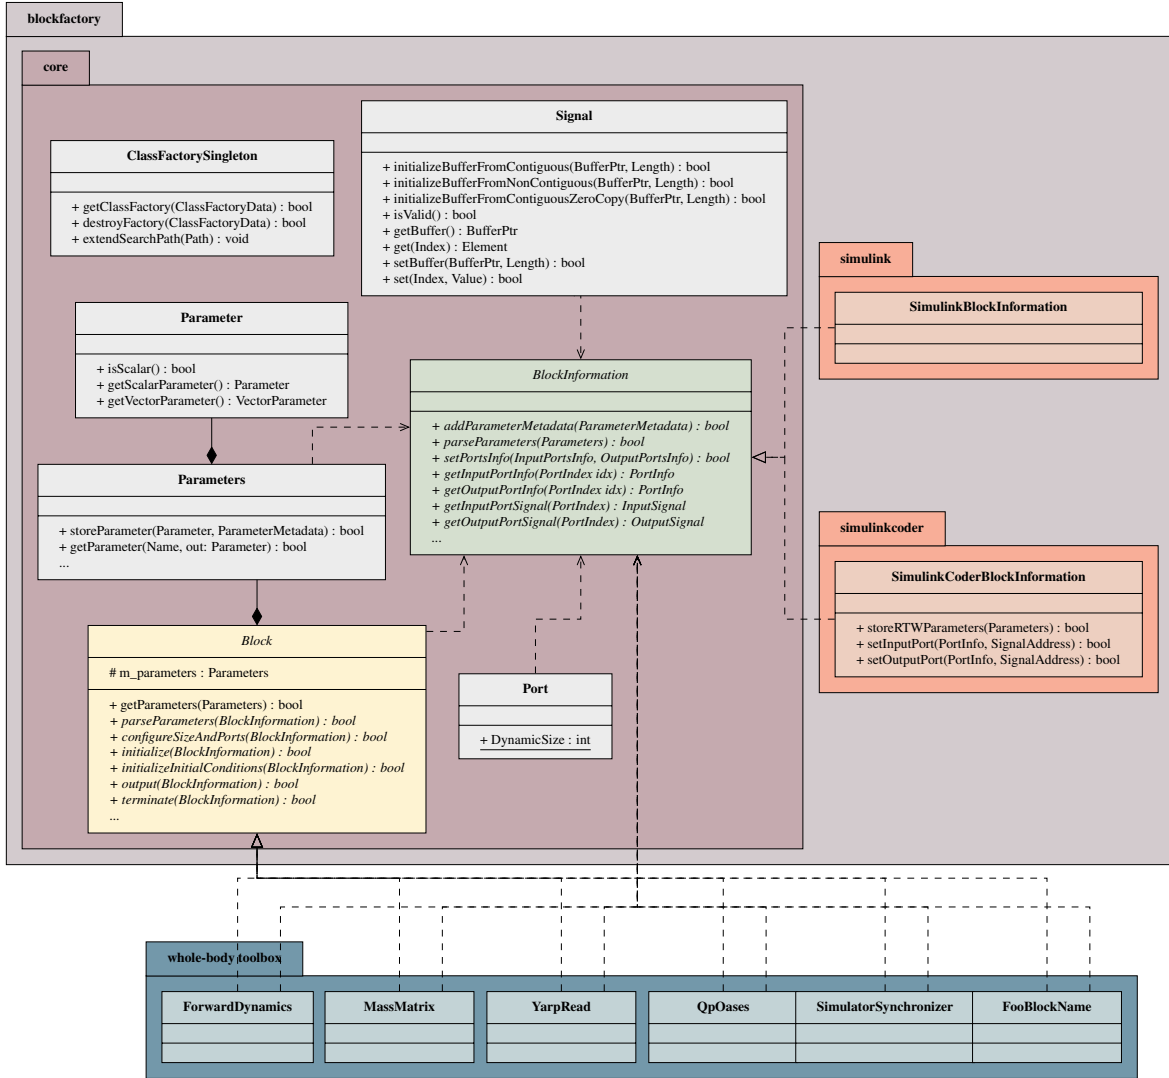 blockfactory
core
Signal
+ initializeBufferFromContiguous(BufferPtr, Length) : bool
+ initializeBufferFromNonContiguous(BufferPtr, Length) : bool
+ initializeBufferFromContiguousZeroCopy(BufferPtr, Length) : bool
+ isValid() : bool
+ getBuffer() : BufferPtr
+ get(Index) : Element
+ setBuffer(BufferPtr, Length) : bool
+ set(Index, Value) : bool
ClassFactorySingleton
+ getClassFactory(ClassFactoryData) : bool
+ destroyFactory(ClassFactoryData) : bool
+ extendSearchPath(Path) : void
simulink
SimulinkBlockInformation
Parameter
+ isScalar() : bool
+ getScalarParameter() : Parameter
+ getVectorParameter() : VectorParameter
BlockInformation
+ addParameterMetadata(ParameterMetadata) : bool
+ parseParameters(Parameters) : bool
+ setPortsInfo(InputPortsInfo, OutputPortsInfo) : bool
+ getInputPortInfo(PortIndex idx) : PortInfo
+ getOutputPortInfo(PortIndex idx) : PortInfo
+ getInputPortSignal(PortIndex) : InputSignal
+ getOutputPortSignal(PortIndex) : OutputSignal
...
Parameters
+ storeParameter(Parameter, ParameterMetadata) : bool
+ getParameter(Name, out: Parameter) : bool
...
simulinkcoder
SimulinkCoderBlockInformation
+ storeRTWParameters(Parameters) : bool
+ setInputPort(PortInfo, SignalAddress) : bool
+ setOutputPort(PortInfo, SignalAddress) : bool
Block
# m_parameters : Parameters
+ getParameters(Parameters) : bool
+ parseParameters(BlockInformation) : bool
+ configureSizeAndPorts(BlockInformation) : bool
+ initialize(BlockInformation) : bool
+ initializeInitialConditions(BlockInformation) : bool
+ output(BlockInformation) : bool
+ terminate(BlockInformation) : bool
...
Port
+ DynamicSize : int
whole-body toolbox
ForwardDynamics
MassMatrix
YarpRead
QpOases
SimulatorSynchronizer
FooBlockName